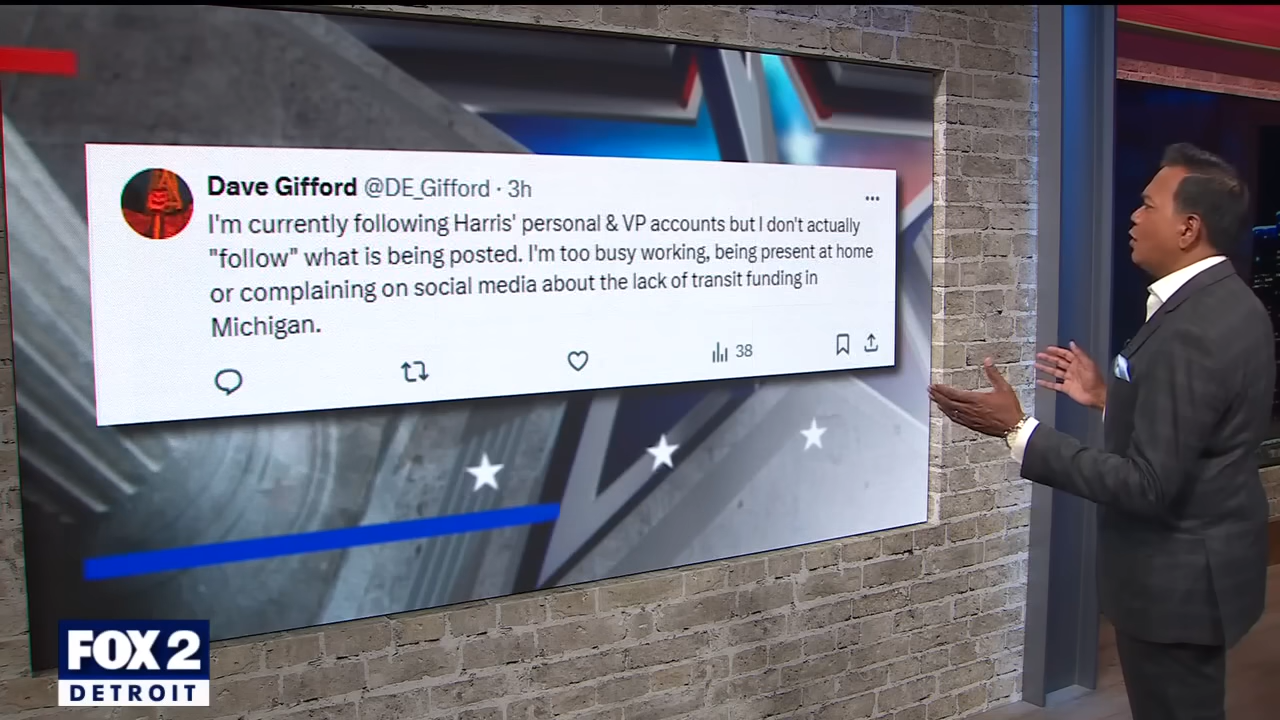 Dave Gifford @DE_Gifford · 3h
I'm currently following Harris' personal & VP accounts but I don't actually
"follow" what is being posted. I'm too busy working, being present at home
or complaining on social media about the lack of transit funding in
Michigan.
38
FOX 2
DETROIT